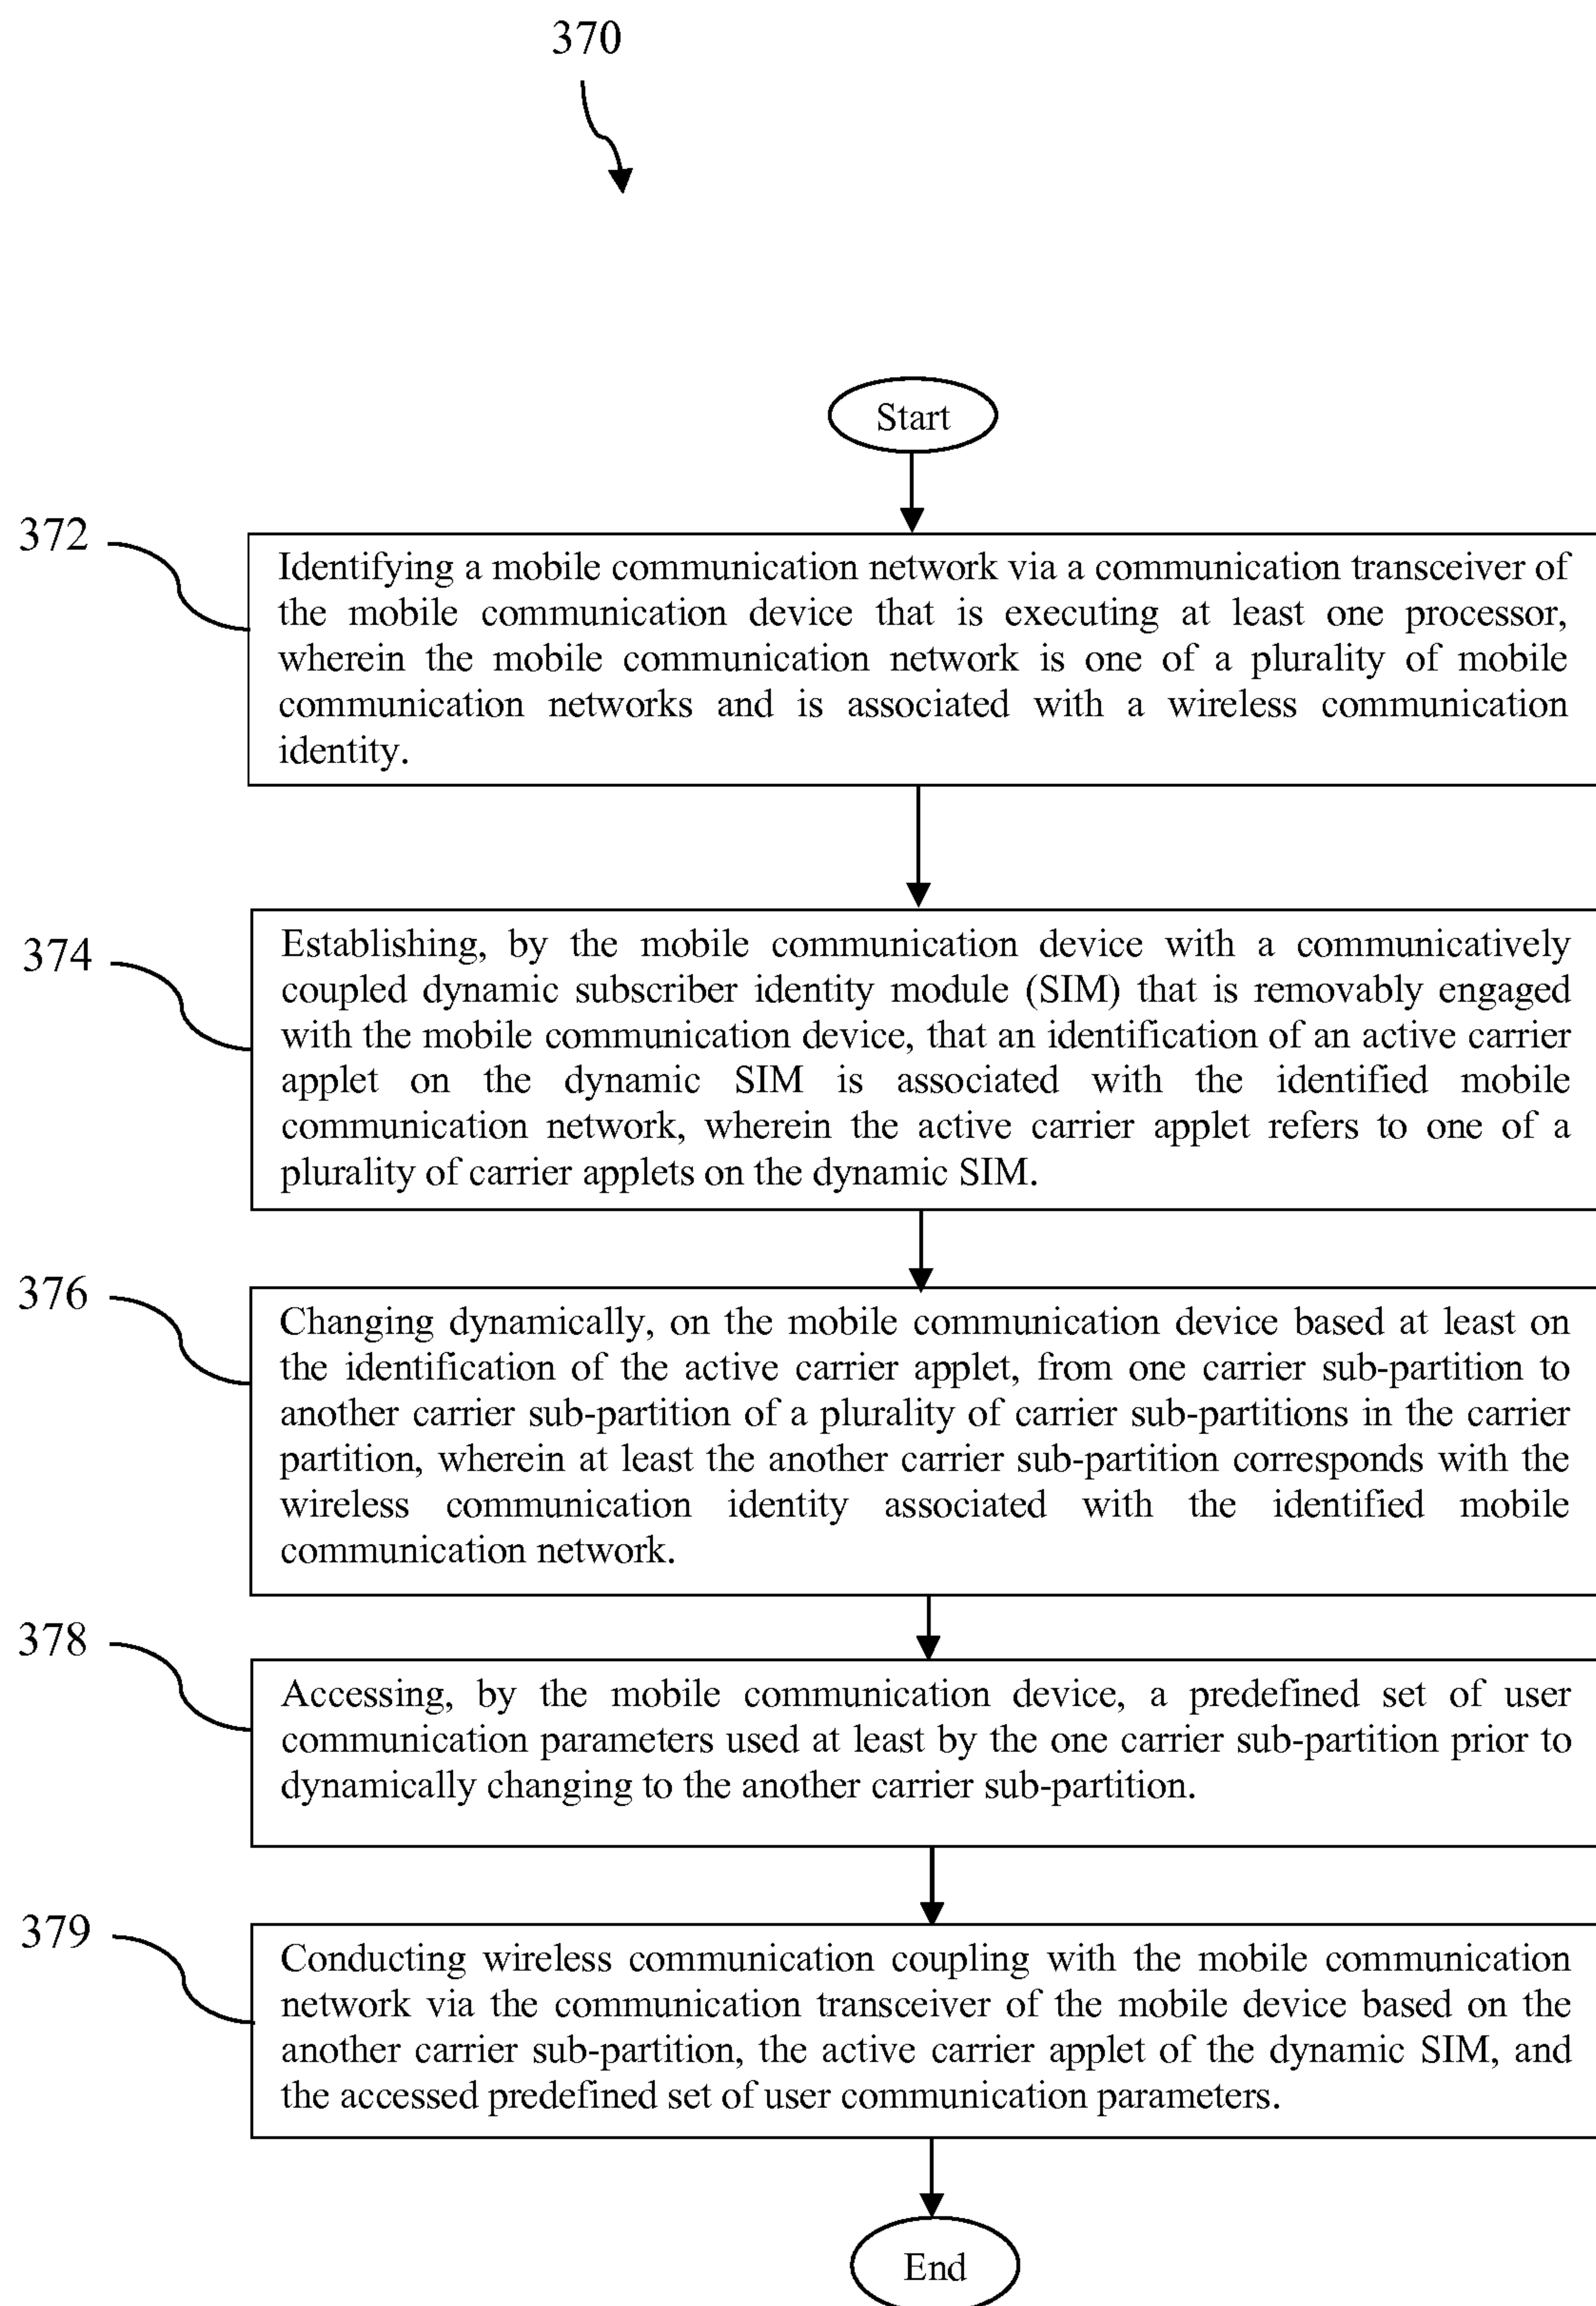 370
Start
372
Identifying a mobile communication network via a communication transceiver of
the mobile communication device that is executing at least one processor,
wherein the mobile communication network is one of a plurality of mobile
communication networks and is associated with a wireless communication
identity.
374
Establishing, by the mobile communication device with a communicatively
coupled dynamic subscriber identity module (SIM) that is removably engaged
with the mobile communication device, that an identification of an active carrier
applet on the dynamic SIM is associated with the identified mobile
communication network, wherein the active carrier applet refers to one of a
plurality of carrier applets on the dynamic SIM.
376
Changing dynamically, on the mobile communication device based at least on
the identification of the active carrier applet, from one carrier sub-partition to
another carrier sub-partition of a plurality of carrier sub-partitions in the carrier
partition, wherein at least the another carrier sub-partition corresponds with the
wireless communication identity associated with the identified mobile
communication network.
378
Accessing, by the mobile communication device, a predefined set of user
communication parameters used at least by the one carrier sub-partition prior to
dynamically changing to the another carrier sub-partition.
379
Conducting wireless communication coupling with the mobile communication
network via the communication transceiver of the mobile device based on the
another carrier sub-partition, the active carrier applet of the dynamic SIM, and
the accessed predefined set of user communication parameters.
End